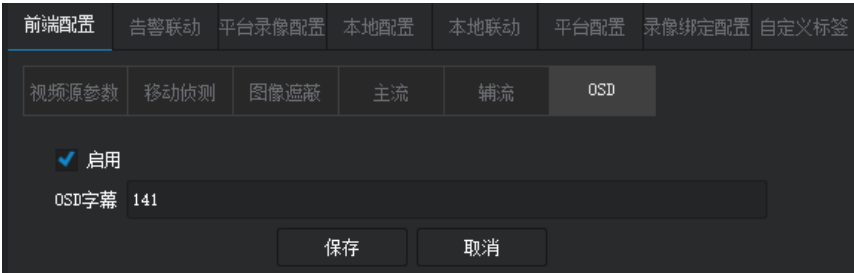 前端配置 告警联动 平台录像配置 本地配置 本地联动 平台配置 录像绑定配置 自定义标签
视频源参数 移动侦测 图像遮蔽 主流 辅流 OSD
启用
OSD字幕 141
保存 取消